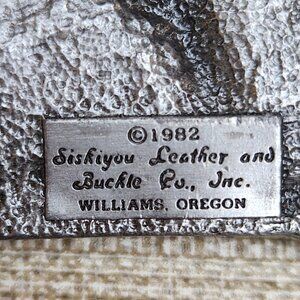 ©1982
Siskiyou Leather and
Buckle Co., Inc.
WILLIAMS, OREGON